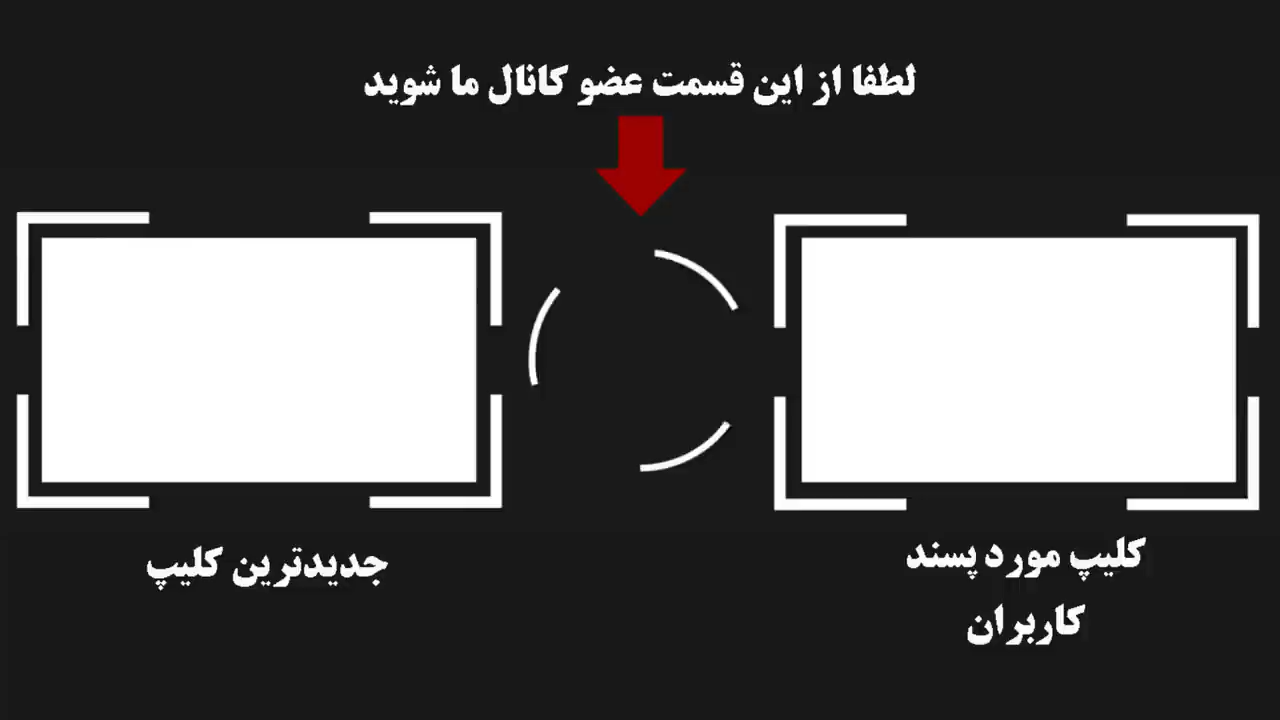 لطفا از این قسمت عضو کانال ما شوید
کلیپ مورد پسند
کاربران
جدیدترین کلیپ